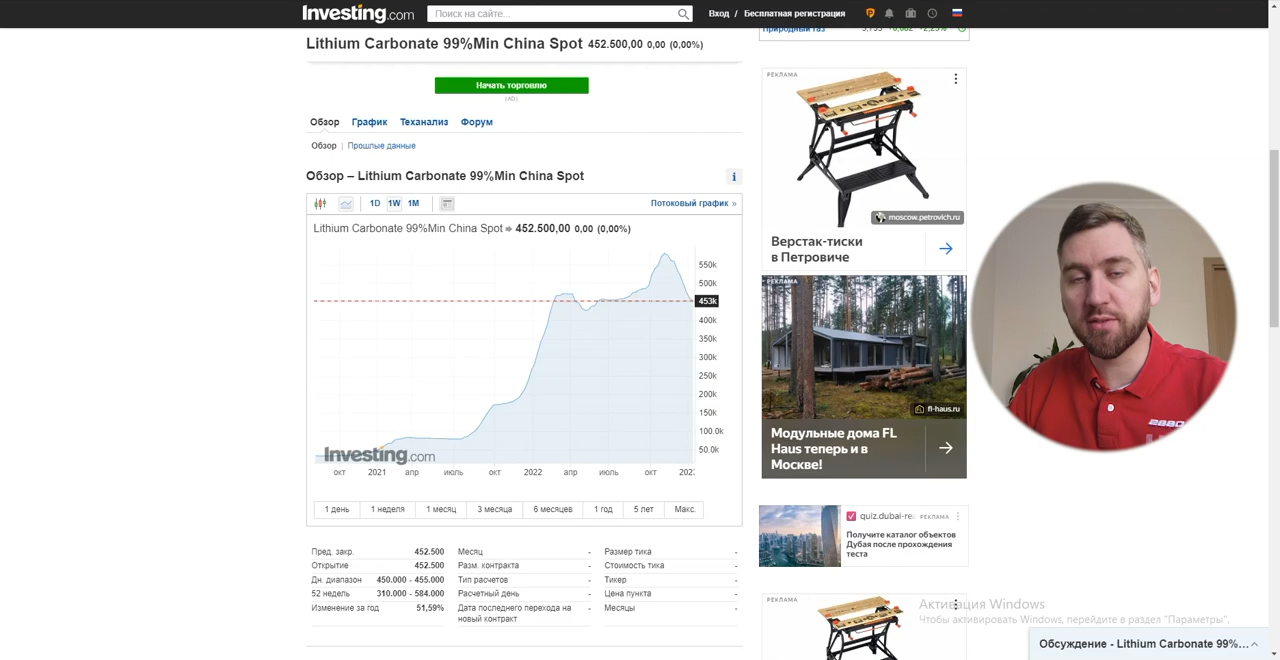 Investing.com
Поиск на сайте...
Вход / Бесплатная регистрация
Lithium Carbonate 99%Min China Spot 452.500,00 0,00 (0,00%)
Природный газ
Начать торговлю
[AD]
Обзор График Теханализ Форум
Обзор | Прошлые данные
Обзор – Lithium Carbonate 99%Min China Spot
1D 1W 1M
Потоковый график »
Lithium Carbonate 99%Min China Spot 452.500,00 0,00 (0,00%)
550k
500k
453k
400k
350k
300k
250k
200k
150k
100.0k
50.0k
Investing.com
окт 2021 апр июль окт 2022 апр июль окт
1 день 1 неделя 1 месяц 3 месяца 6 месяцев 1 год 5 лет Макс.
Пред. закр. 452.500 Месяц - Размер тика -
Открытие 452.500 Разм. контракта - Стоимость тика -
Дн. диапазон 450.000 - 455.000 Тип расчетов - Тикер -
52 недель 310.000 - 584.000 Расчетный день - Цена пункта -
Изменение за год 51,59% Дата последнего перехода на новый контракт - Месяцы -
РЕКЛАМА
moscow.petrovich.ru
Верстак-тиски
в Петровиче
РЕКЛАМА
fl-haus.ru
Модульные дома FL
Haus теперь и в
Москве!
quiz.dubai-re РЕКЛАМА
Получите каталог объектов
Дубая после прохождения
теста
РЕКЛАМА
Активация Windows
Чтобы активировать Windows, перейдите в раздел "Параметры".
Обсуждение - Lithium Carbonate 99%...